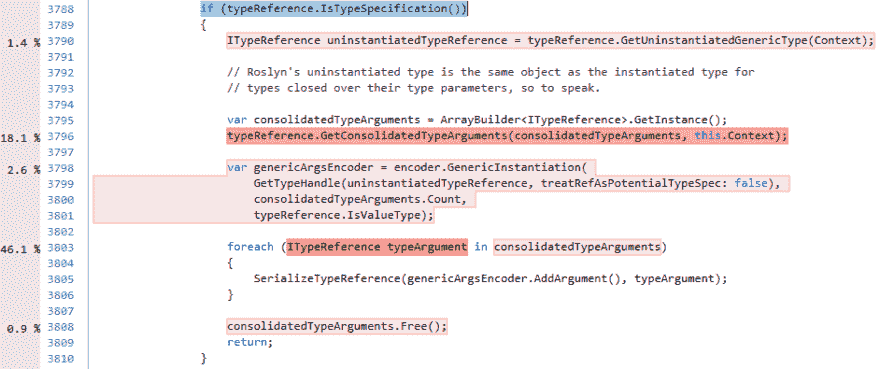 3788 if (typeReference.IsTypeSpecification())
3789 {
1.4 % 3790 ITypeReference uninstantiatedTypeReference = typeReference.GetUninstantiatedGenericType(Context);
3791
3792 // Roslyn's uninstantiated type is the same object as the instantiated type for
3793 // types closed over their type parameters, so to speak.
3794
3795 var consolidatedTypeArguments = ArrayBuilder<ITypeReference>.GetInstance();
18.1 % 3796 typeReference.GetConsolidatedTypeArguments(consolidatedTypeArguments, this.Context);
3797
2.6 % 3798 var genericArgsEncoder = encoder.GenericInstantiation(
3799 GetTypeHandle(uninstantiatedTypeReference, treatRefAsPotentialTypeSpec: false),
3800 consolidatedTypeArguments.Count,
3801 typeReference.IsValueType);
3802
46.1 % 3803 foreach (ITypeReference typeArgument in consolidatedTypeArguments)
3804 {
3805 SerializeTypeReference(genericArgsEncoder.AddArgument(), typeArgument);
3806 }
3807
0.9 % 3808 consolidatedTypeArguments.Free();
3809 return;
3810 }